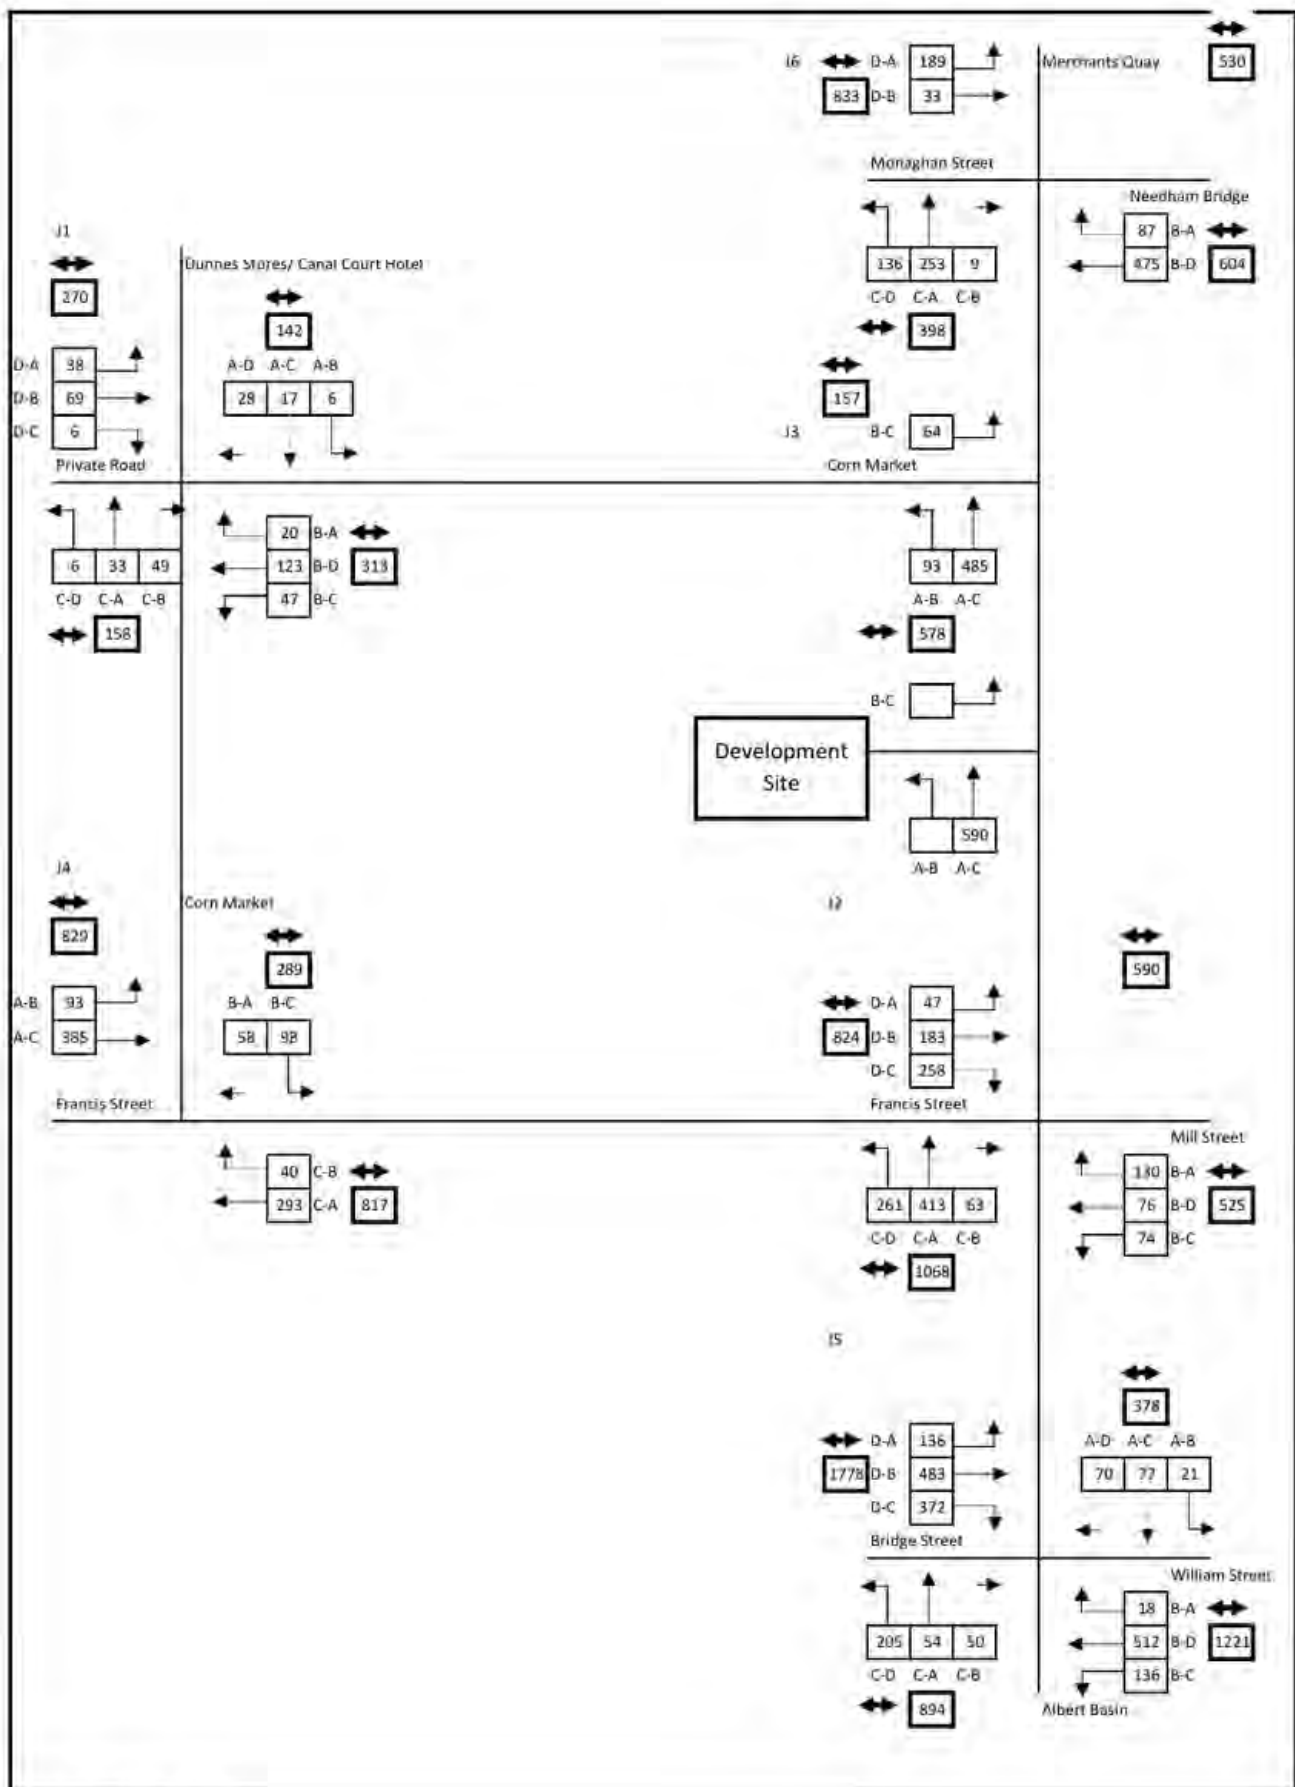 530
J6 D-A 189 Merchants Quay
833 D-B 33
Monaghan Street
Needham Bridge
J1
87 B-A
Dunnes Stores/ Canal Court Hotel
136 253 9
475 B-D 604
270
C-D C-A C-B
142
398
D-A 38
A-D A-C A-B
D-B 69
28 17 6
157
D-C 6
J3 B-C 64
Private Road
Corn Market
20 B-A
6 33 49
123 B-D 313
93 485
C-D C-A C-B
47 B-C
A-B A-C
158
578
B-C
Development
Site
590
A-B A-C
J4
Corn Market
J2
829
289
590
A-B 93
B-A B-C
D-A 47
A-C 385
58 98
824 D-B 183
D-C 258
Francis Street
Francis Street
Mill Street
40 C-B
130 B-A
293 C-A 817
261 413 63
76 B-D 525
C-D C-A C-B
74 B-C
1068
J5
378
D-A 136
A-D A-C A-B
1778 D-B 483
70 77 21
D-C 372
Bridge Street
William Street
18 B-A
205 54 50
512 B-D 1221
C-D C-A C-B
136 B-C
894
Albert Basin